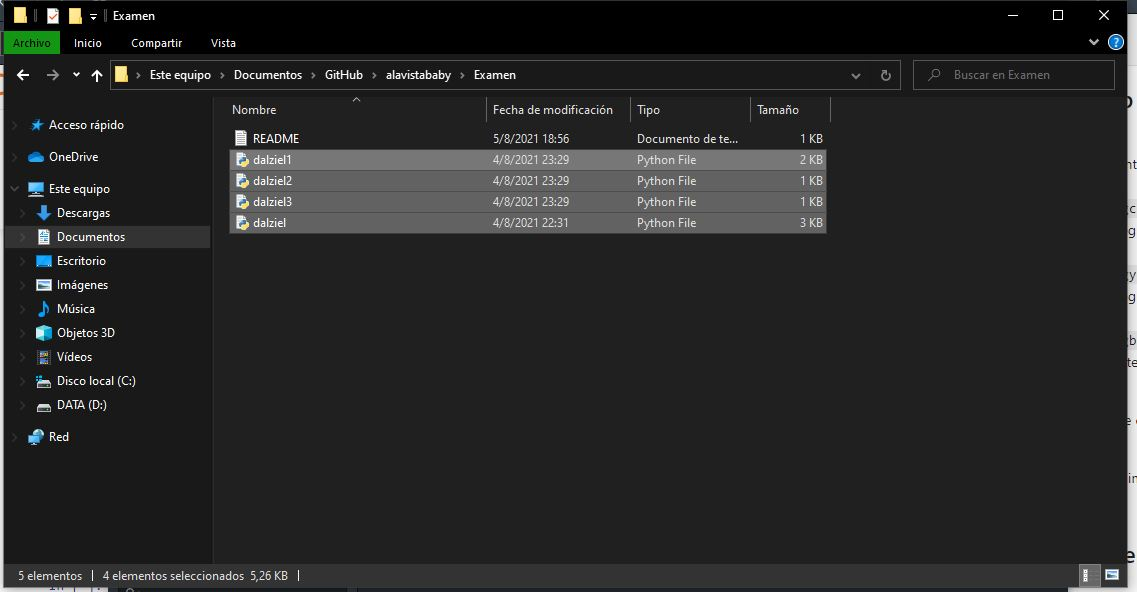 Examen
Archivo Inicio Compartir Vista
Este equipo Documentos GitHub alavistababy Examen
Buscar en Examen
Nombre Fecha de modificación Tipo Tamaño
README 5/8/2021 18:56 Documento de te... 1 KB
dalziel1 4/8/2021 23:29 Python File 2 KB
dalziel2 4/8/2021 23:29 Python File 1 KB
dalziel3 4/8/2021 23:29 Python File 1 KB
dalziel 4/8/2021 22:31 Python File 3 KB
Acceso rápido
OneDrive
Este equipo
Descargas
Documentos
Escritorio
Imágenes
Música
Objetos 3D
Vídeos
Disco local (C:)
DATA (D:)
Red
5 elementos 4 elementos seleccionados 5,26 KB